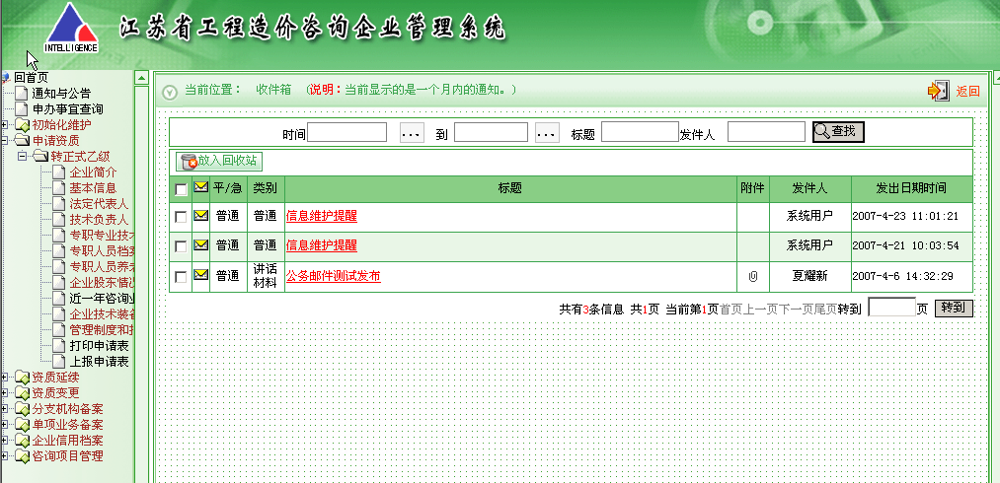 INTELLIGENCE
江苏省工程造价咨询企业管理系统
回首页
通知与公告
申办事宜查询
初始化维护
申请资质
转正式乙级
企业简介
基本信息
法定代表人
技术负责人
专职专业技术
专职人员档案
专职人员养老
企业股东情况
近一年咨询业
企业技术装备
管理制度和
打印申请表
上报申请表
资质延续
资质变更
分支机构备案
单项业务备案
企业信用档案
咨询项目管理
当前位置: 收件箱 (说明:当前显示的是一个月内的通知。)
返回
时间 ... 到 ... 标题 发件人 查找
放入回收站
平/急 类别 标题 附件 发件人 发出日期时间
普通 普通 信息维护提醒 系统用户 2007-4-23 11:01:21
普通 普通 信息維护提醒 系统用户 2007-4-21 10:03:54
普通 讲话材料 公务邮件测试发布 夏耀新 2007-4-6 14:32:29
共有3条信息 共1页 当前第1页首页上一页下一页尾页转到 页 转到